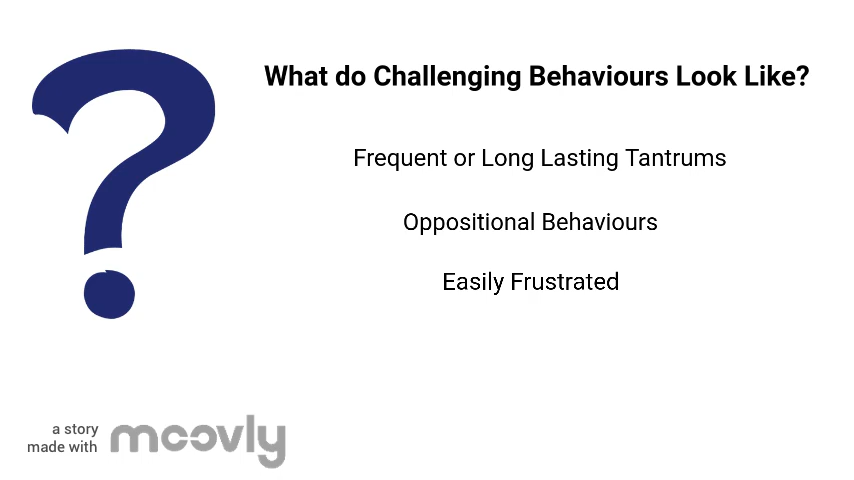 What do Challenging Behaviours Look Like?
Frequent or Long Lasting Tantrums
Oppositional Behaviours
Easily Frustrated
a story
made with
moovly